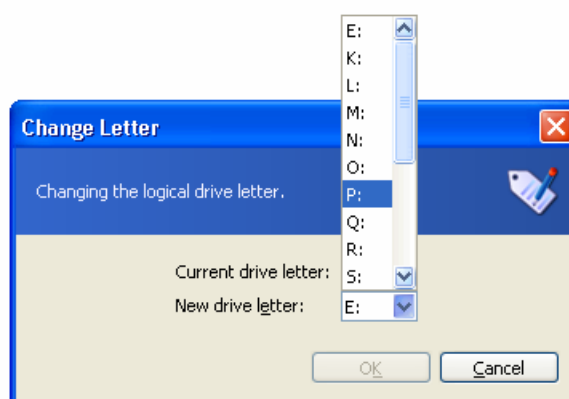 E:
K:
L:
M:
Change Letter
N:
O:
Changing the logical drive letter.
P:
Q:
R:
Current drive letter:
S:
New drive letter:
E:
OK
Cancel